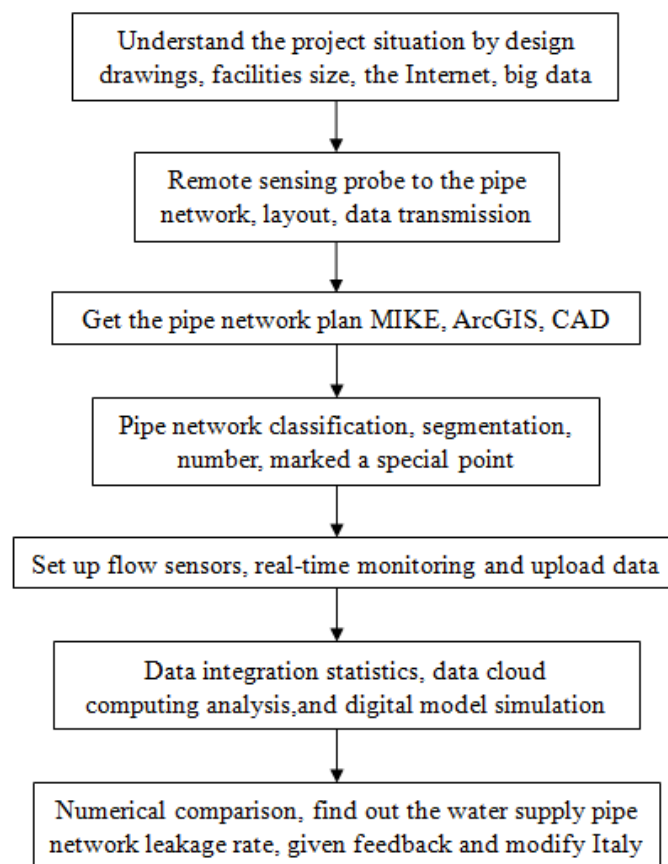 Understand the project situation by design
drawings, facilities size, the Internet, big data
Remote sensing probe to the pipe
network, layout, data transmission
Get the pipe network plan MIKE, ArcGIS, CAD
Pipe network classification, segmentation,
number, marked a special point
Set up flow sensors, real-time monitoring and upload data
Data integration statistics, data cloud
computing analysis,and digital model simulation
Numerical comparison, find out the water supply pipe
network leakage rate, given feedback and modify Italy